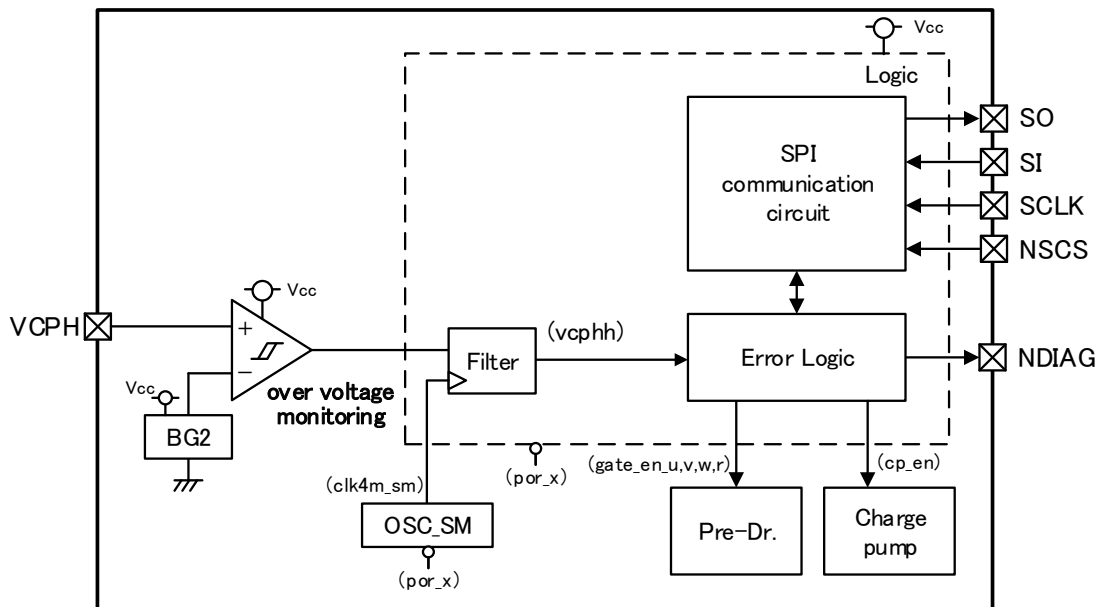 Vcc
Logic
SPI
communication
circuit
SO
SI
SCLK
NSCS
Vcc
VCPH
+
−
Vcc
BG2
over voltage
monitoring
Filter
(vcphh)
Error Logic
NDIAG
(clk4m_sm)
OSC_SM
(por_x)
(por_x)
(gate_en_u,v,w,r)
(cp_en)
Pre-Dr.
Charge
pump